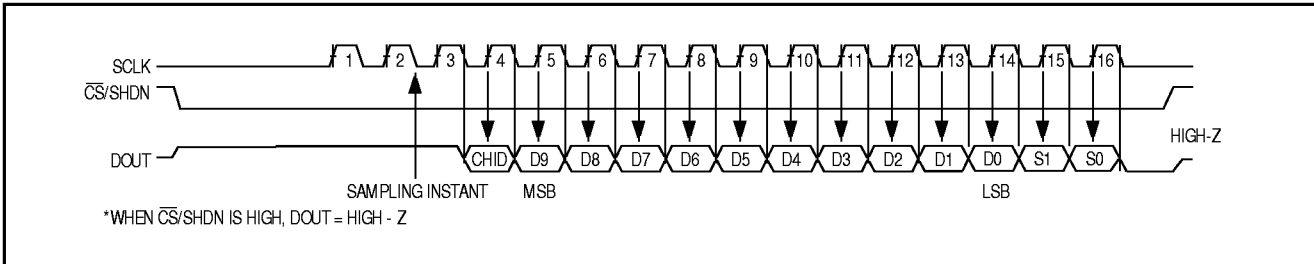 SCLK 1 2 3 4 5 6 7 8 9 10 11 12 13 14 15 16
CS/SHDN
HIGH-Z
DOUT CHID D9 D8 D7 D6 D5 D4 D3 D2 D1 D0 S1 S0
SAMPLING INSTANT MSB LSB
*WHEN CS/SHDN IS HIGH, DOUT = HIGH - Z